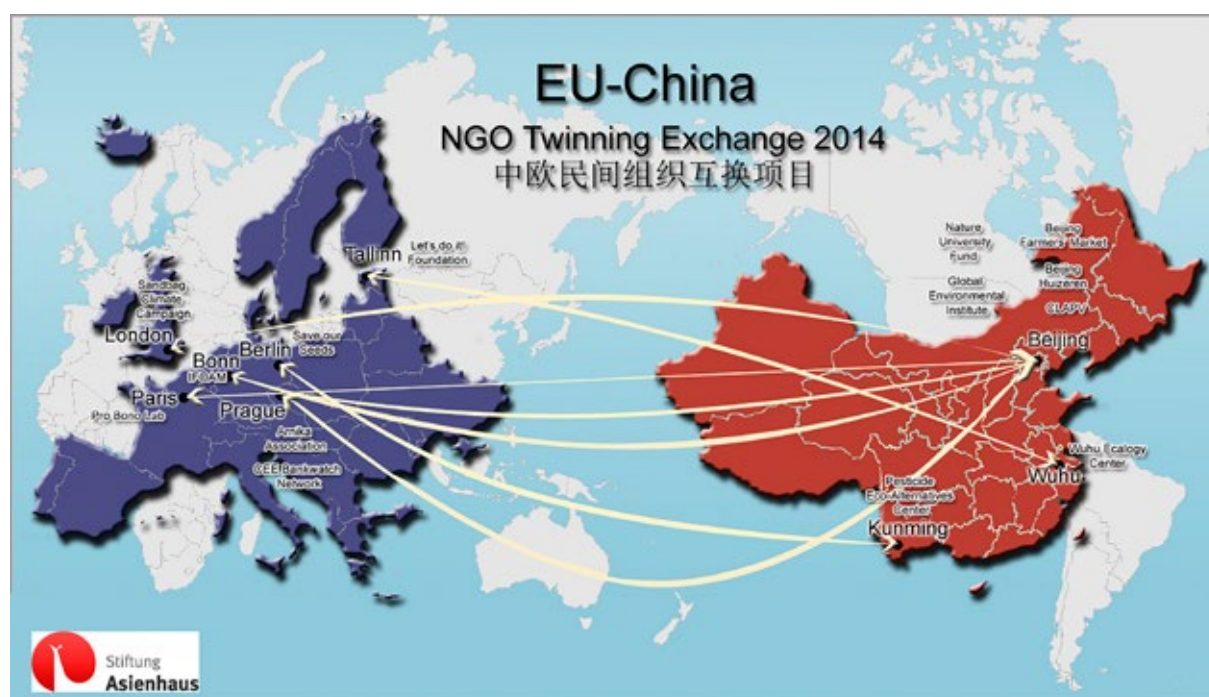 EU-China
NGO Twinning Exchange 2014
中欧民间组织互换项目
Tallinn
Let's do it!
Foundation
Sandbag
Climate
Campaign
London
Bonn
IFOAM
Berlin
Save our
Seeds
Paris
Pro Bono Lab
Prague
Arnika
Association
CEE Bankwatch
Network
Nature
University
Fund
Beijing
Farmers' Market
Global
Environmental
Institute
Beijing
Huizeren
CLAPV
Beijing
Wuhu Ecalogy
Center
Wuhu
Pesticide
Eco-Alternatives
Center
Kunming
Stiftung
Asienhaus